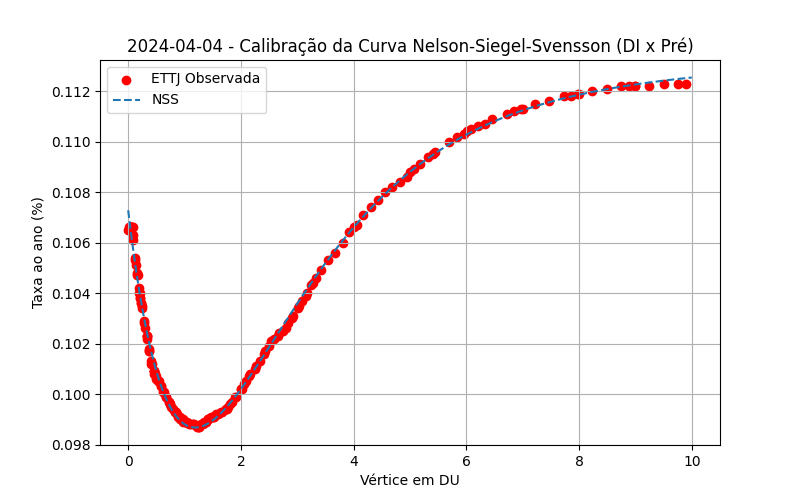 2024-04-04 - Calibração da Curva Nelson-Siegel-Svensson (DI x Pré)
ETTJ Observada
NSS
Taxa ao ano (%)
0.112
0.110
0.108
0.106
0.104
0.102
0.100
0.098
0 2 4 6 8 10
Vértice em DU